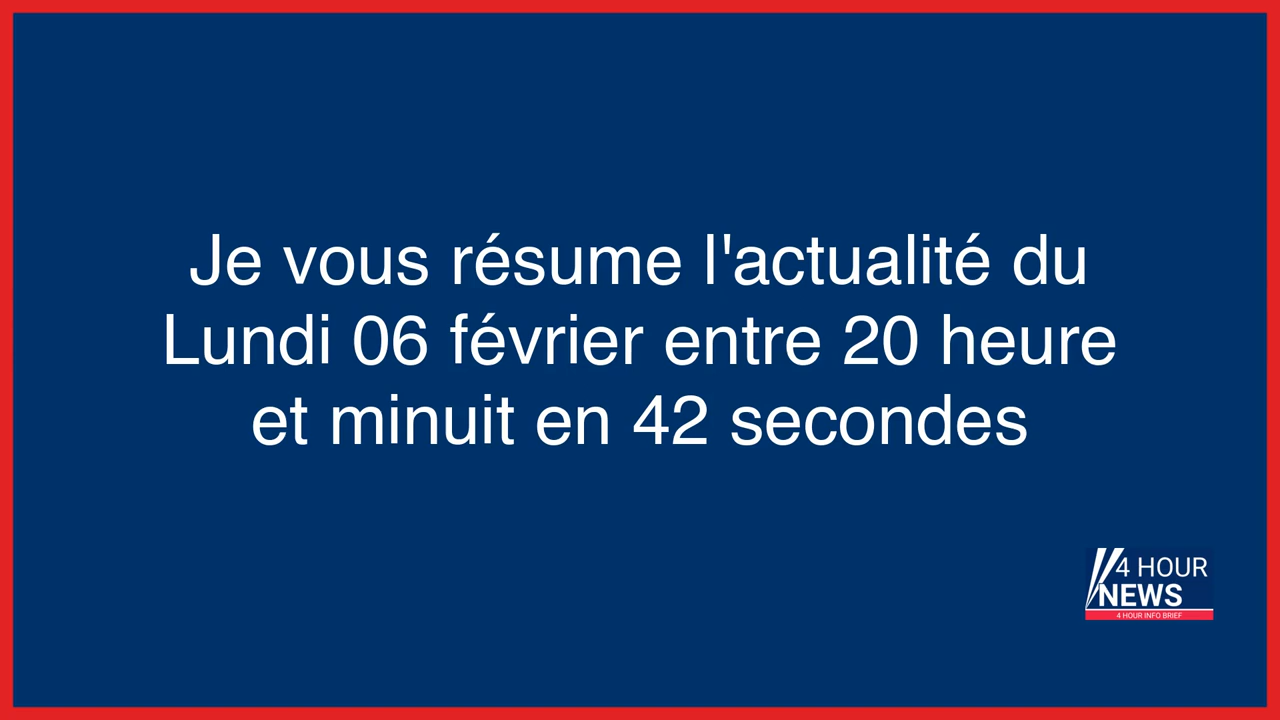 Je vous résume l'actualité du
Lundi 06 février entre 20 heure
et minuit en 42 secondes
4 HOUR
NEWS
4 HOUR INFO BRIEF